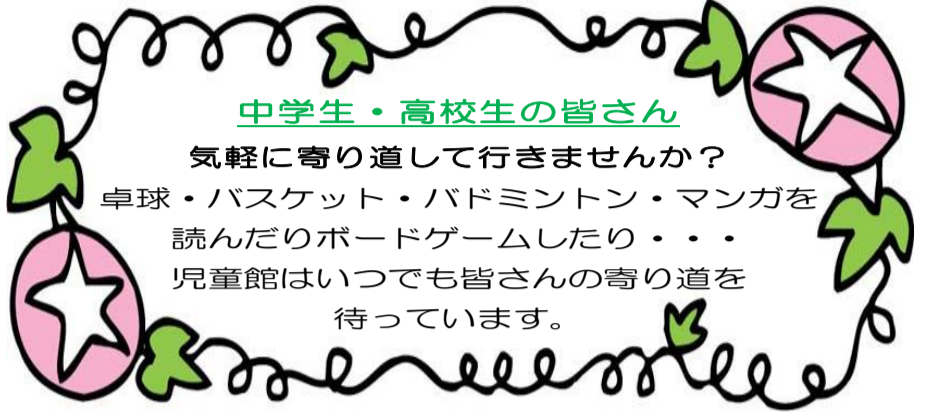 中学生・高校生の皆さん
気軽に寄り道して行きませんか？
卓球・バスケット・バドミントン・マンガを
読んだりボードゲームしたり・・・
児童館はいつでも皆さんの寄り道を
待っています。